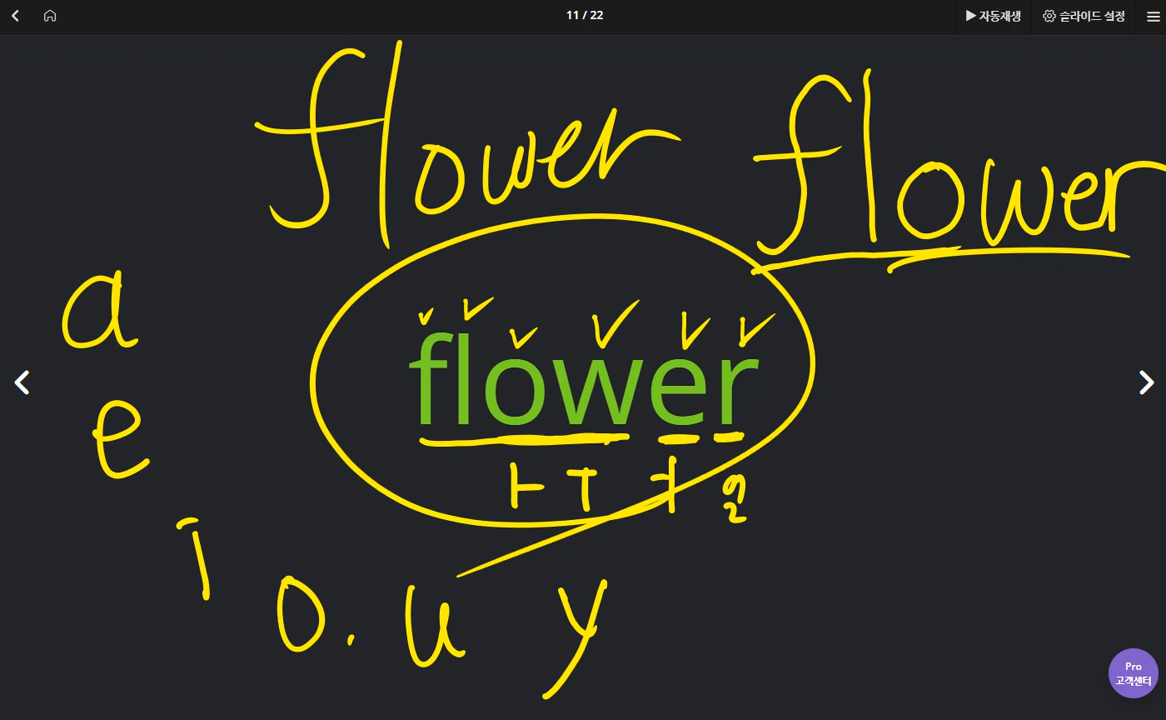 11 / 22
▶ 자동재생
슬라이드 설정
flower flower
a
flower
e
ㅏ ㅜ ㅓ
i
o. u y
Pro
고객센터